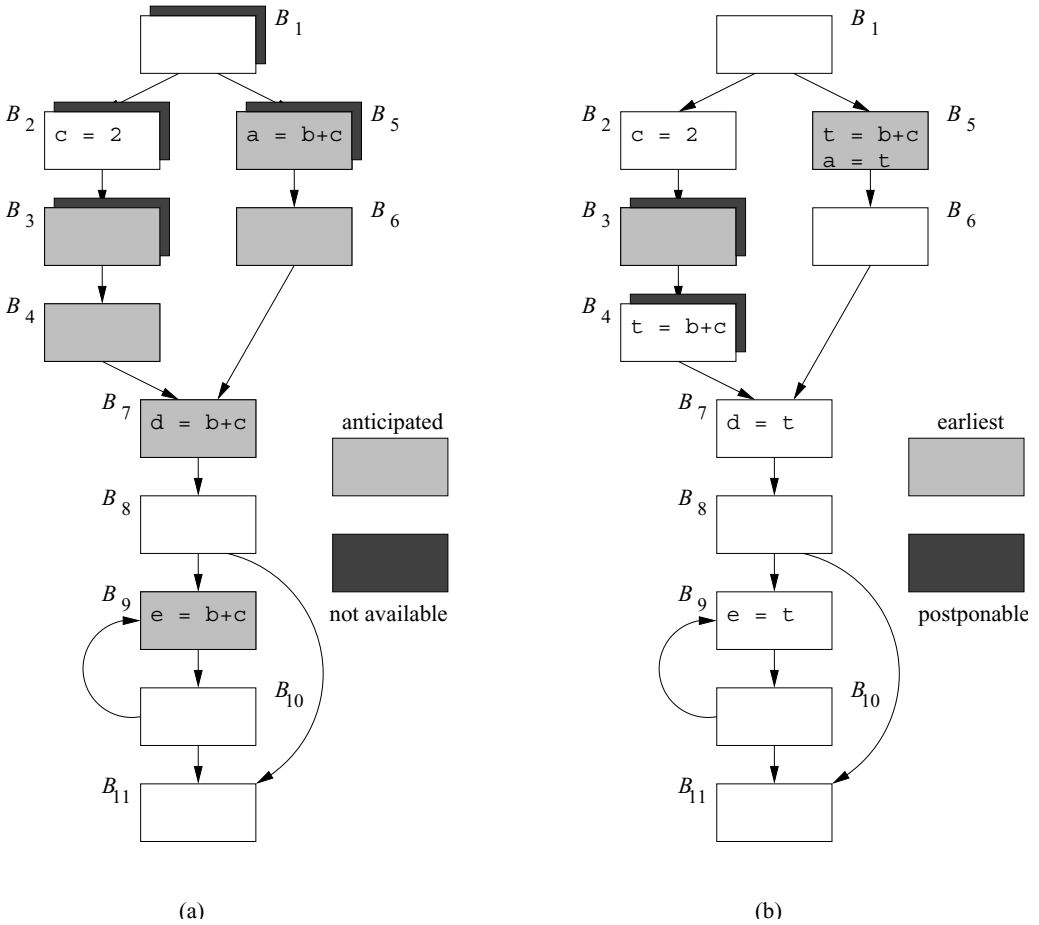 B1
B2
c = 2
a = b+c
B5
B3
B6
B4
B7
d = b+c
anticipated
B8
B9
e = b+c
not available
B10
B11
(a)
B1
B2
c = 2
t = b+c
a = t
B5
B3
B6
B4
t = b+c
B7
d = t
earliest
B8
B9
e = t
postponable
B10
B11
(b)